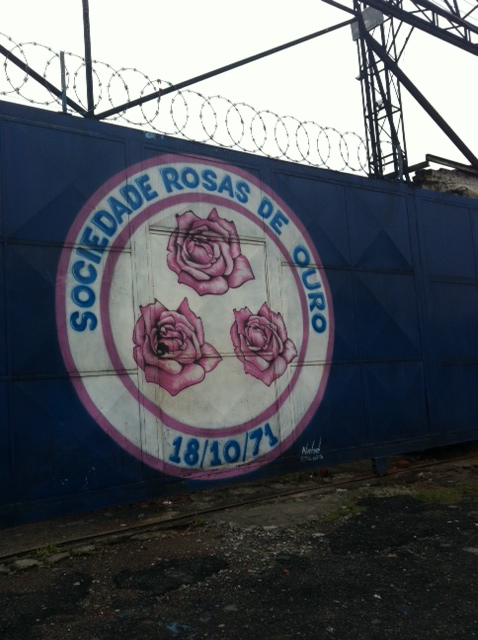 SOCIEDADE ROSAS DE OURO
18/10/71